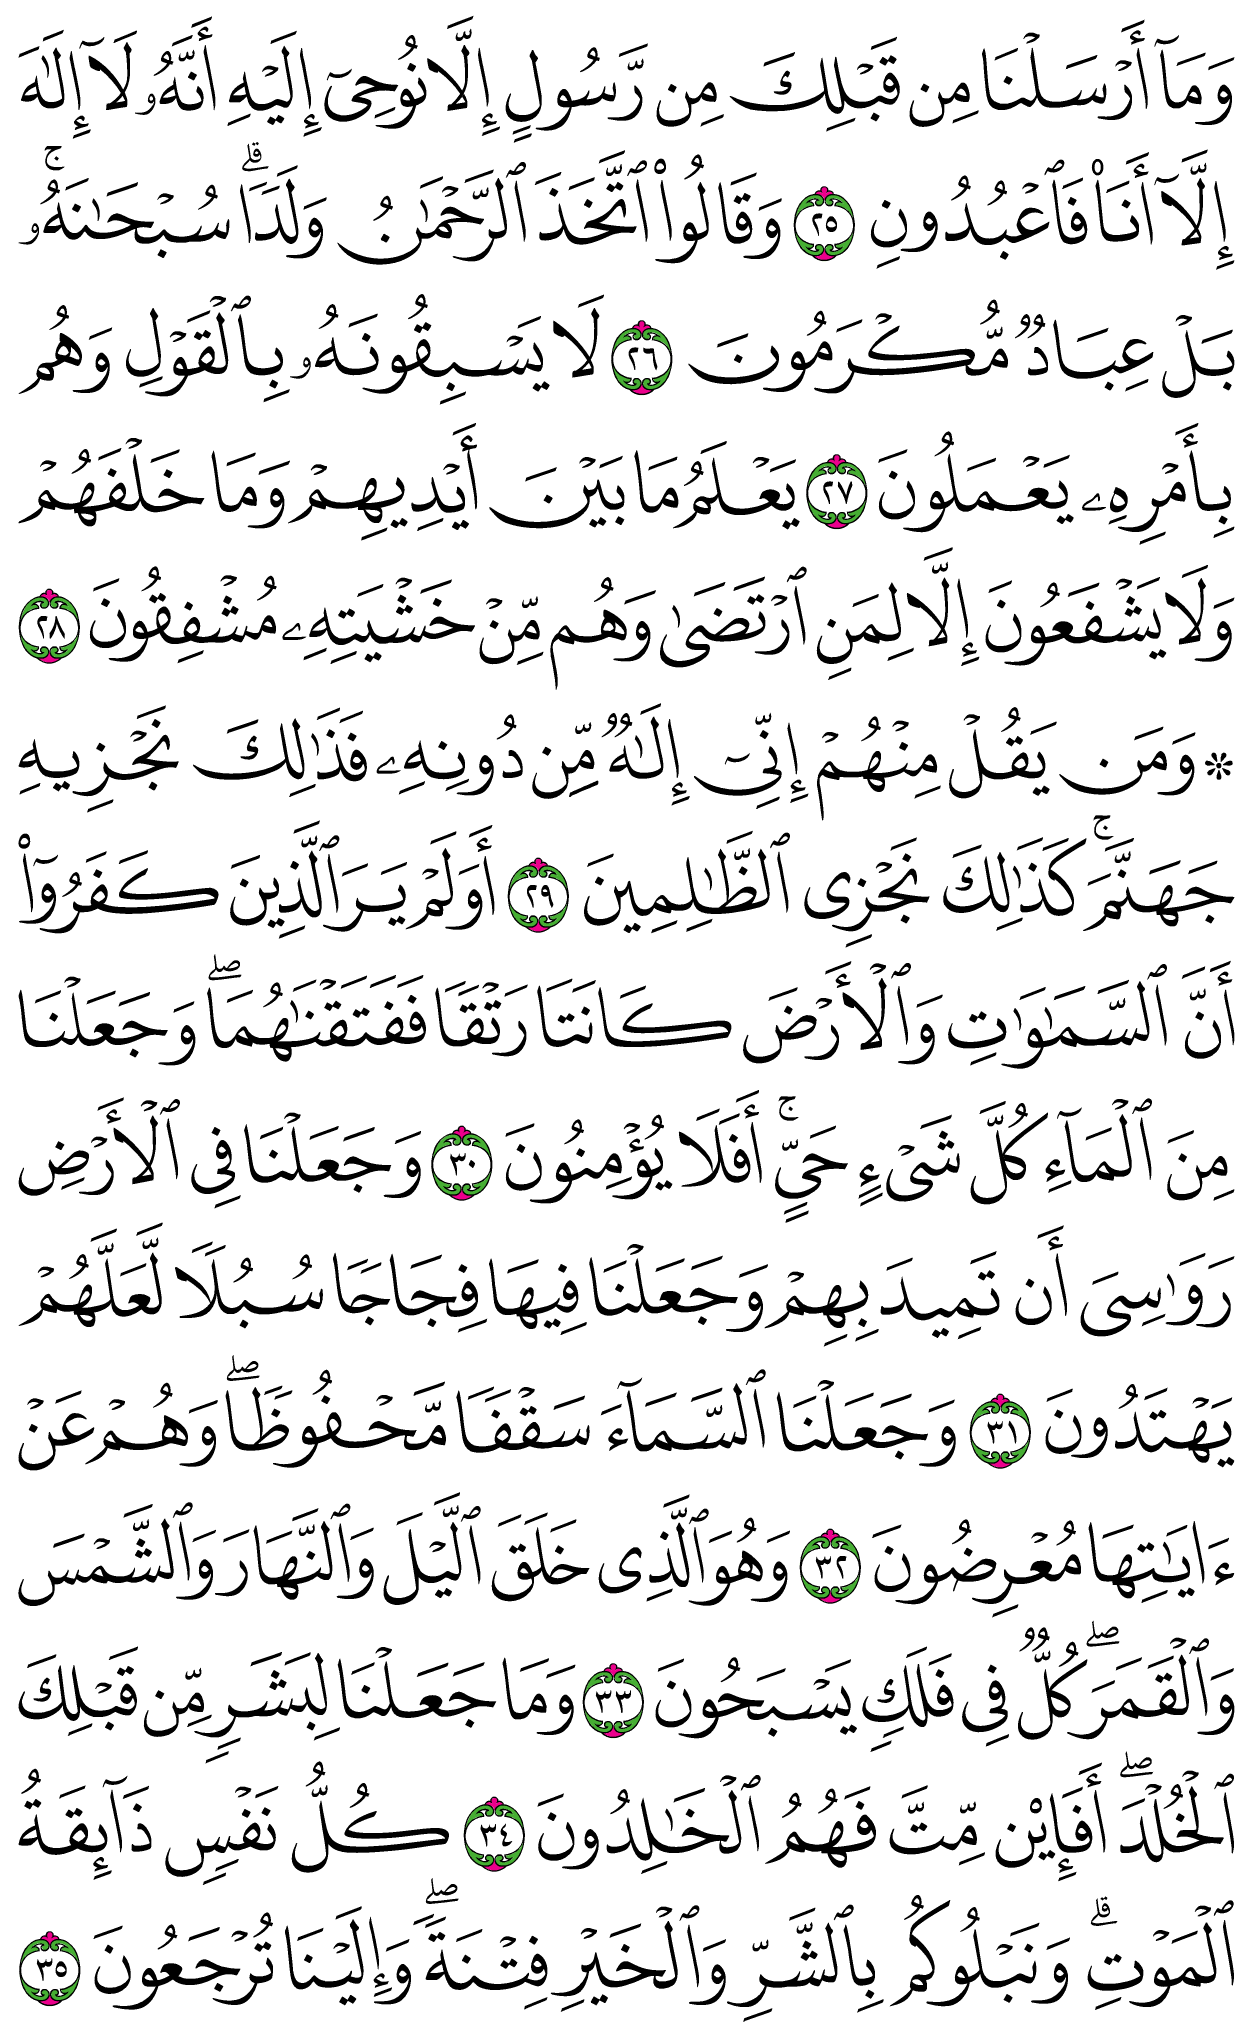 وَمَآ أَرْسَلْنَا مِن قَبْلِكَ مِن رَّسُولٍ إِلَّا نُوحِىٓ إِلَيْهِ أَنَّهُۥ لَآ إِلَٰهَ
إِلَّآ أَنَا۠ فَٱعْبُدُونِ ٢٥ وَقَالُوا۟ ٱتَّخَذَ ٱلرَّحْمَٰنُ وَلَدًا ۗ سُبْحَٰنَهُۥ ۚ
بَلْ عِبَادٌ مُّكْرَمُونَ ٢٦ لَا يَسْبِقُونَهُۥ بِٱلْقَوْلِ وَهُم
بِأَمْرِهِۦ يَعْمَلُونَ ٢٧ يَعْلَمُ مَا بَيْنَ أَيْدِيهِمْ وَمَا خَلْفَهُمْ
وَلَا يَشْفَعُونَ إِلَّا لِمَنِ ٱرْتَضَىٰ وَهُم مِّنْ خَشْيَتِهِۦ مُشْفِقُونَ ٢٨
۞ وَمَن يَقُلْ مِنْهُمْ إِنِّىٓ إِلَٰهٌ مِّن دُونِهِۦ فَذَٰلِكَ نَجْزِيهِ
جَهَنَّمَ ۚ كَذَٰلِكَ نَجْزِى ٱلظَّٰلِمِينَ ٢٩ أَوَلَمْ يَرَ ٱلَّذِينَ كَفَرُوٓا۟
أَنَّ ٱلسَّمَٰوَٰتِ وَٱلْأَرْضَ كَانَتَا رَتْقًا فَفَتَقْنَٰهُمَا ۖ وَجَعَلْنَا
مِنَ ٱلْمَآءِ كُلَّ شَىْءٍ حَىٍّ ۚ أَفَلَا يُؤْمِنُونَ ٣٠ وَجَعَلْنَا فِى ٱلْأَرْضِ
رَوَٰسِىَ أَن تَمِيدَ بِهِمْ وَجَعَلْنَا فِيهَا فِجَاجًا سُبُلًا لَّعَلَّهُمْ
يَهْتَدُونَ ٣١ وَجَعَلْنَا ٱلسَّمَآءَ سَقْفًا مَّحْفُوظًا ۖ وَهُمْ عَنْ
ءَايَٰتِهَا مُعْرِضُونَ ٣٢ وَهُوَ ٱلَّذِى خَلَقَ ٱلَّيْلَ وَٱلنَّهَارَ وَٱلشَّمْسَ
وَٱلْقَمَرَ ۖ كُلٌّ فِى فَلَكٍ يَسْبَحُونَ ٣٣ وَمَا جَعَلْنَا لِبَشَرٍ مِّن قَبْلِكَ
ٱلْخُلْدَ ۖ أَفَإِي۟ن مِّتَّ فَهُمُ ٱلْخَٰلِدُونَ ٣٤ كُلُّ نَفْسٍ ذَآئِقَةُ
ٱلْمَوْتِ ۗ وَنَبْلُوكُم بِٱلشَّرِّ وَٱلْخَيْرِ فِتْنَةً ۖ وَإِلَيْنَا تُرْجَعُونَ ٣٥